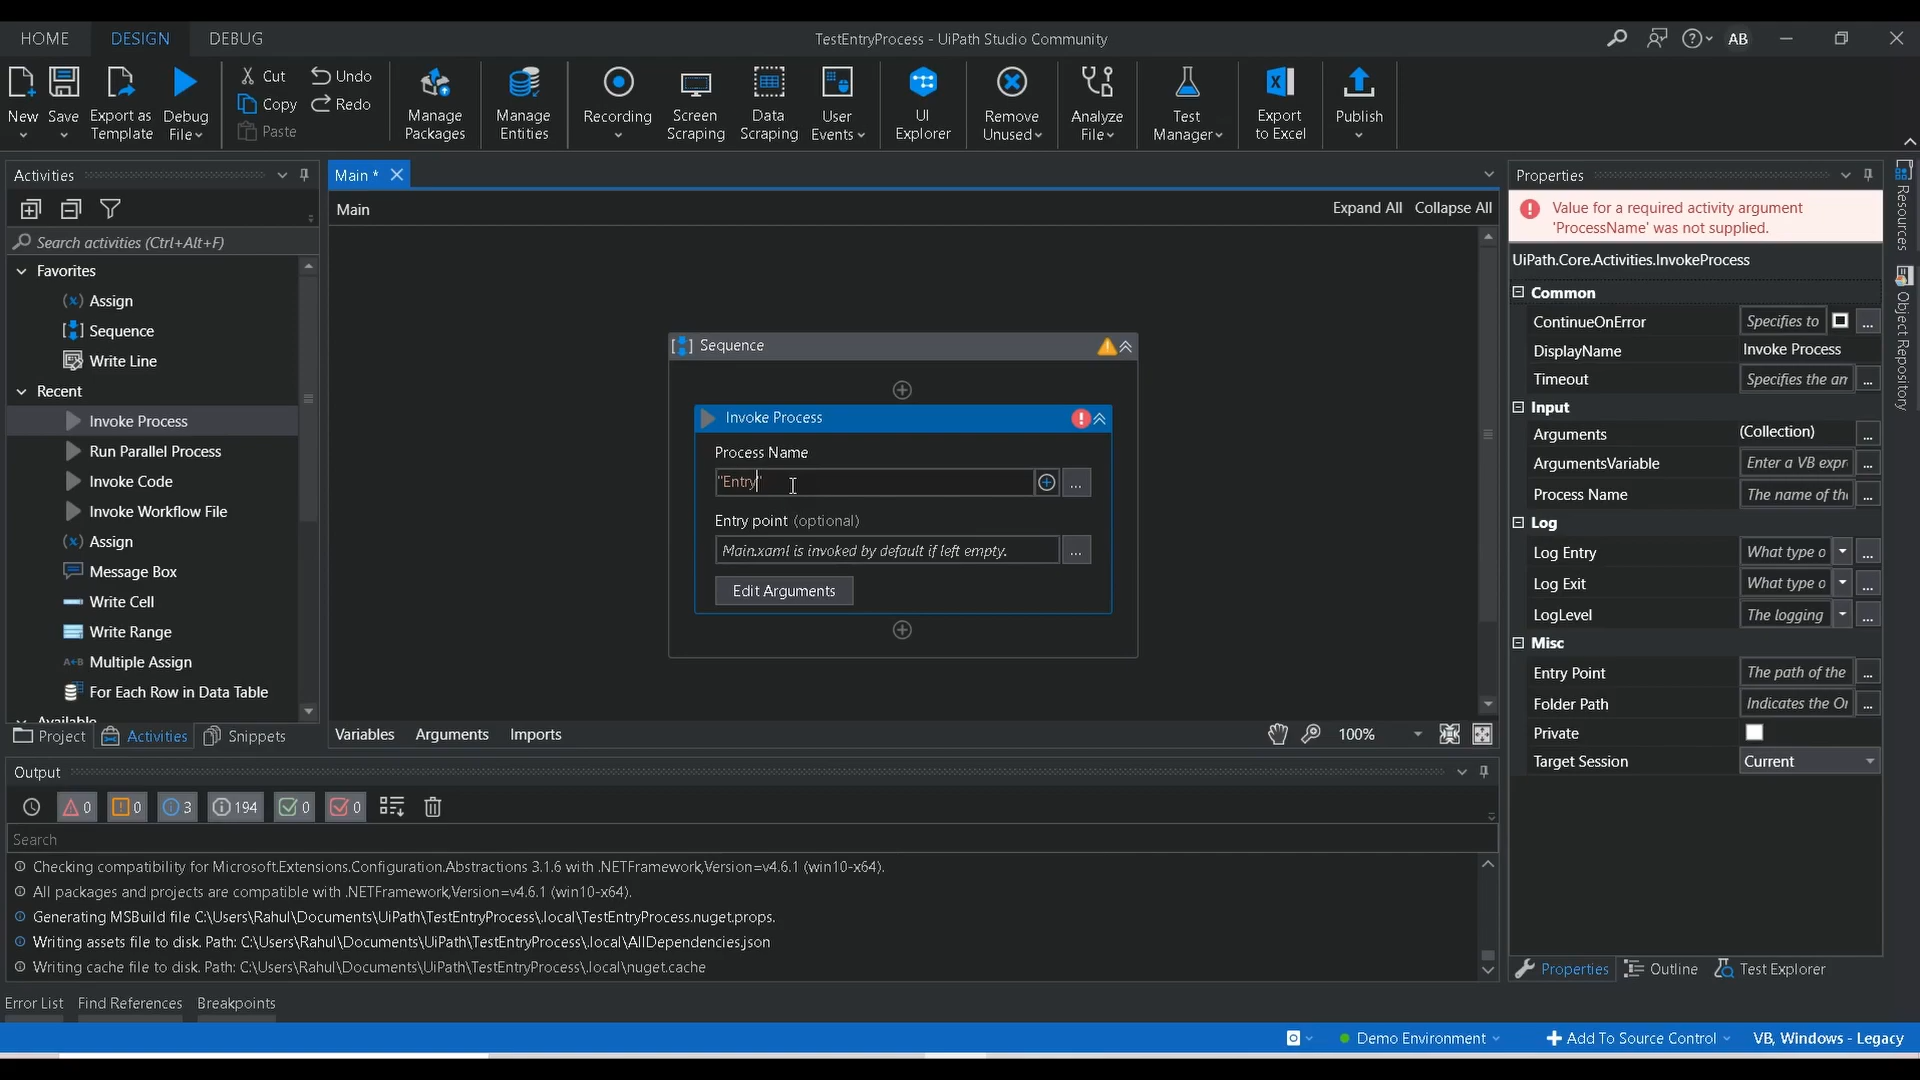 HOME DESIGN DEBUG
TestEntryProcess - UiPath Studio Community
AB
New
Save
Export as Template
Debug File
Cut
Copy
Paste
Undo
Redo
Manage Packages
Manage Entities
Recording
Screen Scraping
Data Scraping
User Events
UI Explorer
Remove Unused
Analyze File
Test Manager
Export to Excel
Publish
Activities
Search activities (Ctrl+Alt+F)
Favorites
Assign
Sequence
Write Line
Recent
Invoke Process
Run Parallel Process
Invoke Code
Invoke Workflow File
Assign
Message Box
Write Cell
Write Range
Multiple Assign
For Each Row in Data Table
Available
Project Activities Snippets
Main *
Main
Expand All Collapse All
Sequence
Invoke Process
Process Name
"Entry"
Entry point (optional)
Main.xaml is invoked by default if left empty.
...
Edit Arguments
Variables Arguments Imports
100%
Properties
Value for a required activity argument
'ProcessName' was not supplied.
UiPath.Core.Activities.InvokeProcess
Common
ContinueOnError Specifies to ...
DisplayName Invoke Process
Timeout Specifies the am ...
Input
Arguments (Collection) ...
ArgumentsVariable Enter a VB expr ...
Process Name The name of the ...
Log
Log Entry What type o ...
Log Exit What type o ...
LogLevel The logging ...
Misc
Entry Point The path of the ...
Folder Path Indicates the Or ...
Private
Target Session Current
Properties Outline Test Explorer
Resources
Object Repository
Output
0 0 3 194 0 0
Search
Checking compatibility for Microsoft.Extensions.Configuration.Abstractions 3.1.6 with .NETFramework,Version=v4.6.1 (win10-x64).
All packages and projects are compatible with .NETFramework,Version=v4.6.1 (win10-x64).
Generating MSBuild file C:\Users\Rahul\Documents\UiPath\TestEntryProcess\.local\TestEntryProcess.nuget.props.
Writing assets file to disk. Path: C:\Users\Rahul\Documents\UiPath\TestEntryProcess\.local\AllDependencies.json
Writing cache file to disk. Path: C:\Users\Rahul\Documents\UiPath\TestEntryProcess\.local\nuget.cache
Error List Find References Breakpoints
Demo Environment
Add To Source Control
VB, Windows - Legacy